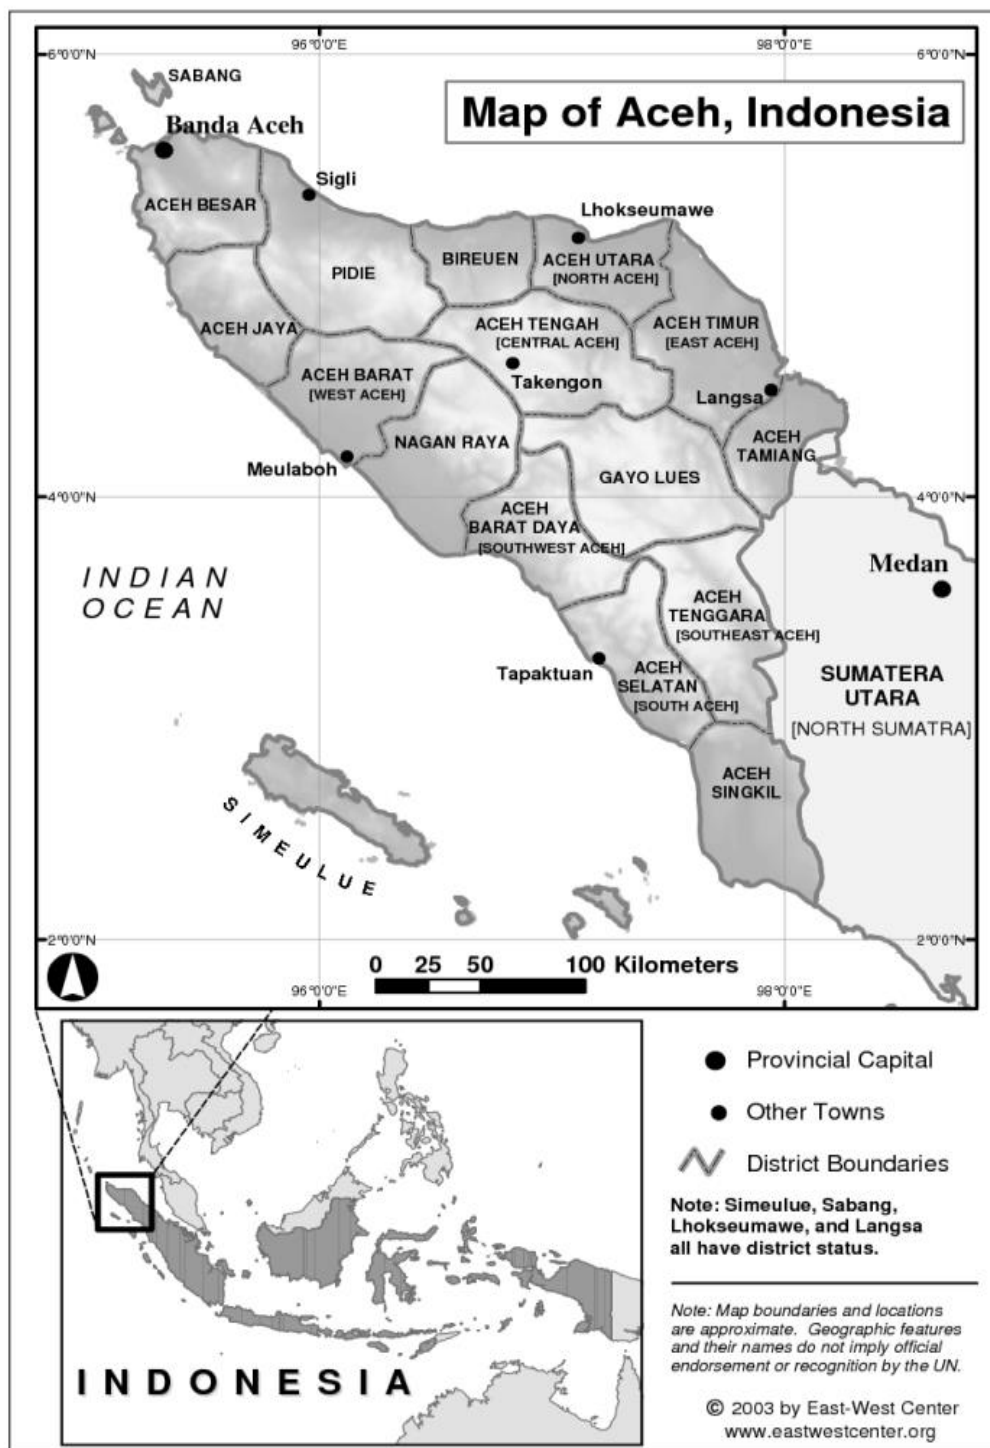 96°0'0"E
98°0'0"E
6°0'0"N
6°0'0"N
SABANG
Map of Aceh, Indonesia
Banda Aceh
Sigli
ACEH BESAR
Lhokseumawe
BIREUEN
ACEH UTARA
[NORTH ACEH]
PIDIE
ACEH JAYA
ACEH TENGAH
[CENTRAL ACEH]
ACEH TIMUR
[EAST ACEH]
ACEH BARAT
[WEST ACEH]
Takengon
Langsa
NAGAN RAYA
ACEH
TAMIANG
Meulaboh
GAYO LUES
4°0'0"N
4°0'0"N
ACEH
BARAT DAYA
[SOUTHWEST ACEH]
INDIAN
OCEAN
Medan
ACEH
TENGGARA
[SOUTHEAST ACEH]
Tapaktuan
ACEH
SELATAN
[SOUTH ACEH]
SUMATERA
UTARA
[NORTH SUMATRA]
ACEH
SINGKIL
SIMEULUE
2°0'0"N
2°0'0"N
0 25 50 100 Kilometers
96°0'0"E
98°0'0"E
Provincial Capital
Other Towns
District Boundaries
Note: Simeulue, Sabang,
Lhokseumawe, and Langsa
all have district status.
Note: Map boundaries and locations
are approximate. Geographic features
and their names do not imply official
endorsement or recognition by the UN.
INDONESIA
© 2003 by East-West Center
www.eastwestcenter.org